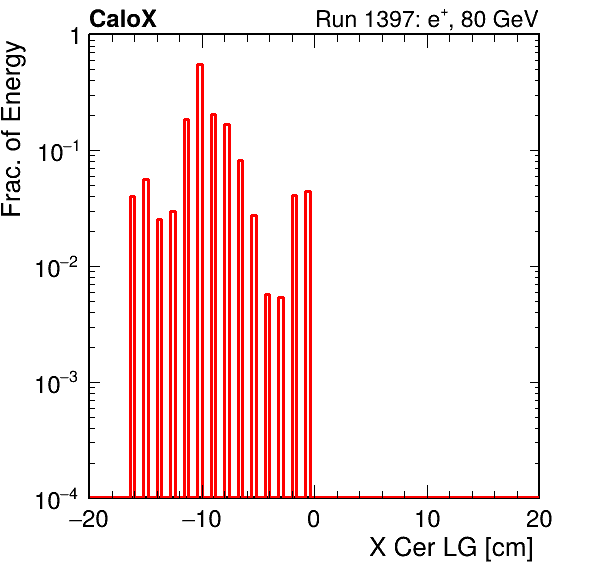 CaloX Run 1397: e⁺, 80 GeV
Frac. of Energy
1
10⁻¹
10⁻²
10⁻³
10⁻⁴
−20 −10 0 10 20
X Cer LG [cm]